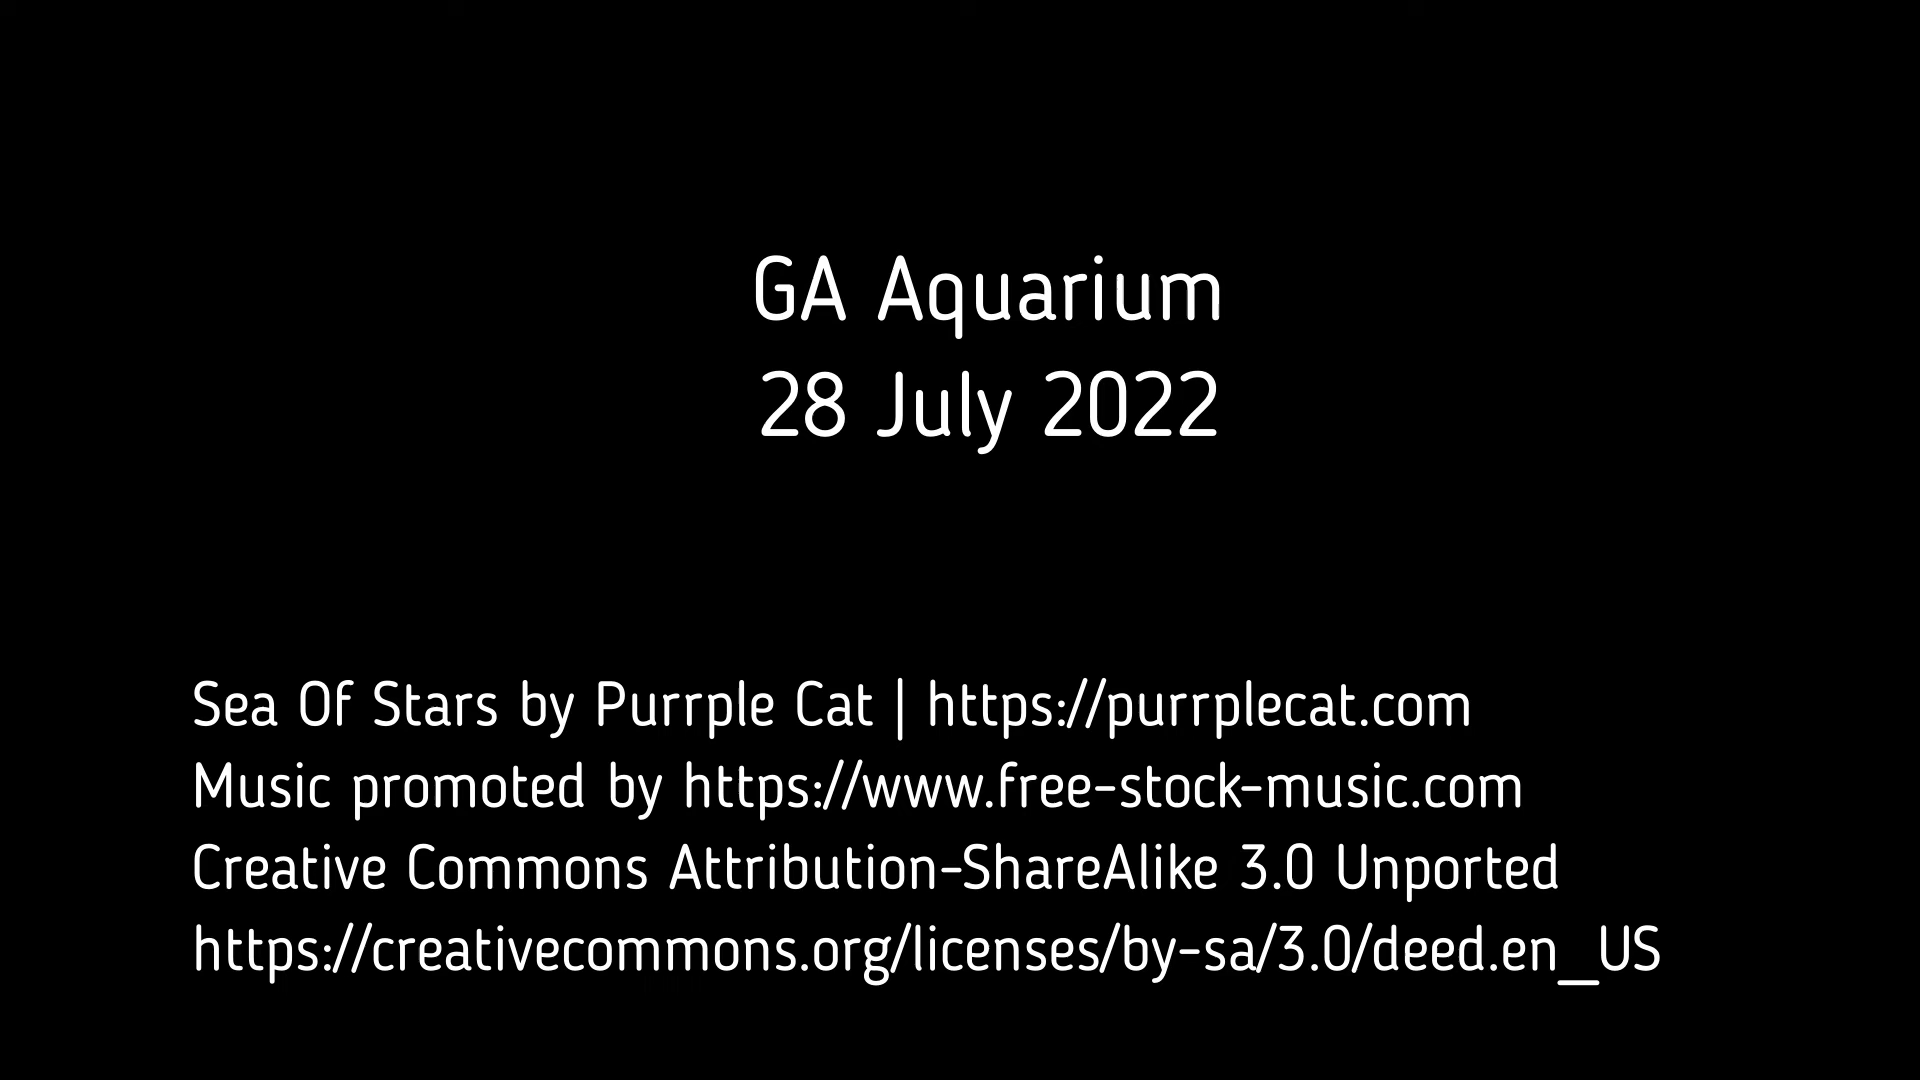 GA Aquarium
28 July 2022
Sea Of Stars by Purrple Cat | https://purrplecat.com
Music promoted by https://www.free-stock-music.com
Creative Commons Attribution-ShareAlike 3.0 Unported
https://creativecommons.org/licenses/by-sa/3.0/deed.en_US